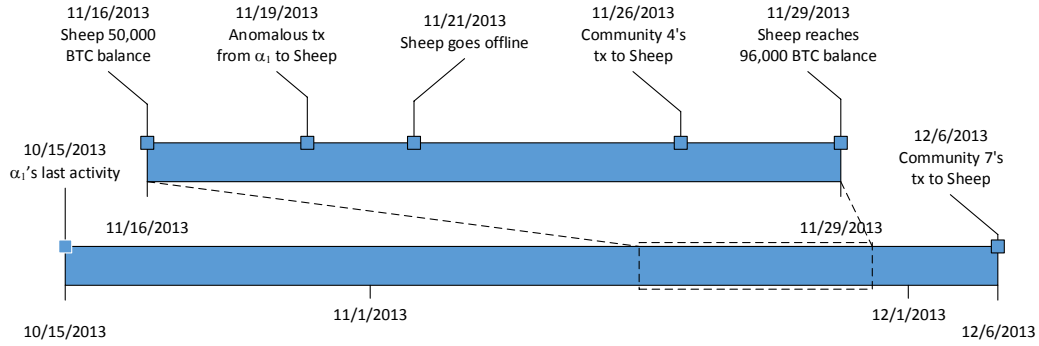 11/16/2013
Sheep 50,000
BTC balance
11/19/2013
Anomalous tx
from α₁ to Sheep
11/21/2013
Sheep goes offline
11/26/2013
Community 4's
tx to Sheep
11/29/2013
Sheep reaches
96,000 BTC balance
10/15/2013
α₁'s last activity
12/6/2013
Community 7's
tx to Sheep
11/16/2013
11/29/2013
10/15/2013
11/1/2013
12/1/2013
12/6/2013